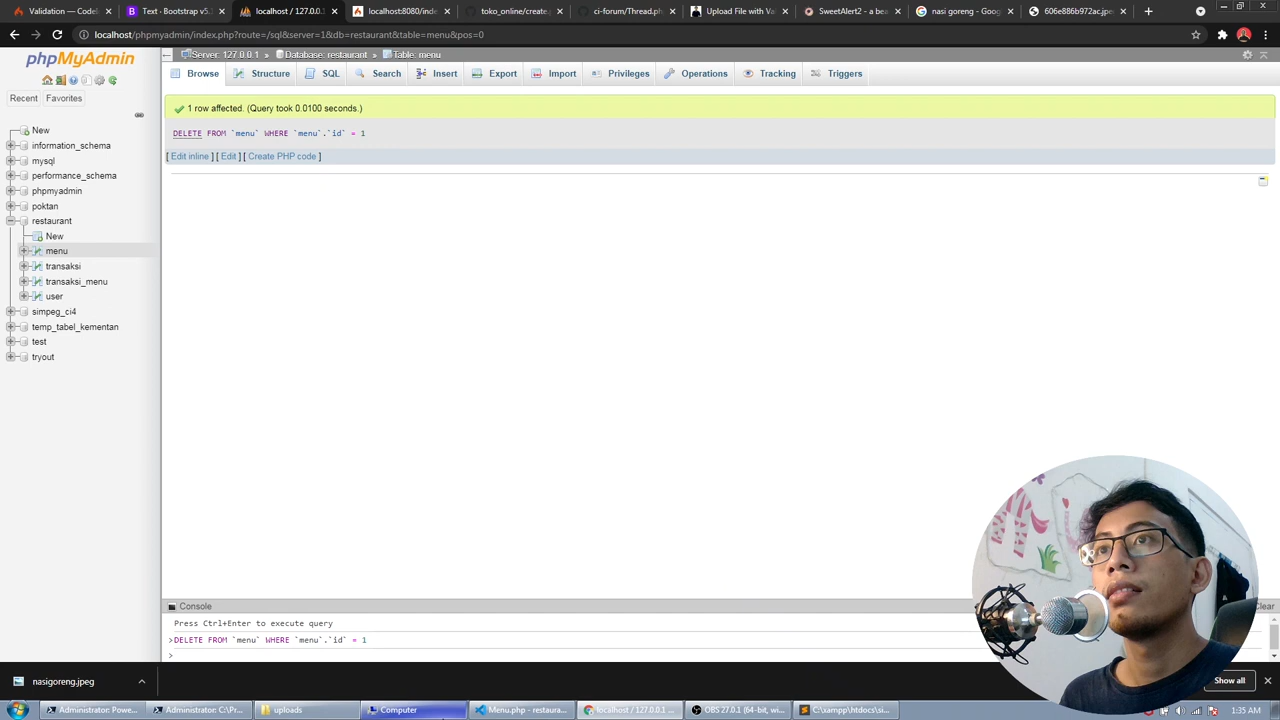 Validation — Codel
Text · Bootstrap v5.1
localhost / 127.0.0.1
localhost:8080/index
toko_online/create.
ci-forum/Thread.ph
Upload File with Val
SweetAlert2 - a bea
nasi goreng - Goog
606e886b972ac.jpe
localhost/phpmyadmin/index.php?route=/sql&server=1&db=restaurant&table=menu&pos=0
phpMyAdmin
Server: 127.0.0.1 » Database: restaurant » Table: menu
Browse Structure SQL Search Insert Export Import Privileges Operations Tracking Triggers
Recent Favorites
New
information_schema
mysql
performance_schema
phpmyadmin
poktan
restaurant
New
menu
transaksi
transaksi_menu
user
simpeg_ci4
temp_tabel_kementan
test
tryout
1 row affected. (Query took 0.0100 seconds.)
DELETE FROM `menu` WHERE `menu`.`id` = 1
[ Edit inline ] [ Edit ] [ Create PHP code ]
Console
Clear
Press Ctrl+Enter to execute query
>DELETE FROM `menu` WHERE `menu`.`id` = 1
>
nasigoreng.jpeg
Show all
Administrator: Powe...
Administrator: C:\Pr...
uploads
Computer
Menu.php - restaura...
localhost / 127.0.0.1 ...
OBS 27.0.1 (64-bit, wi...
C:\xampp\htdocs\si...
1:35 AM